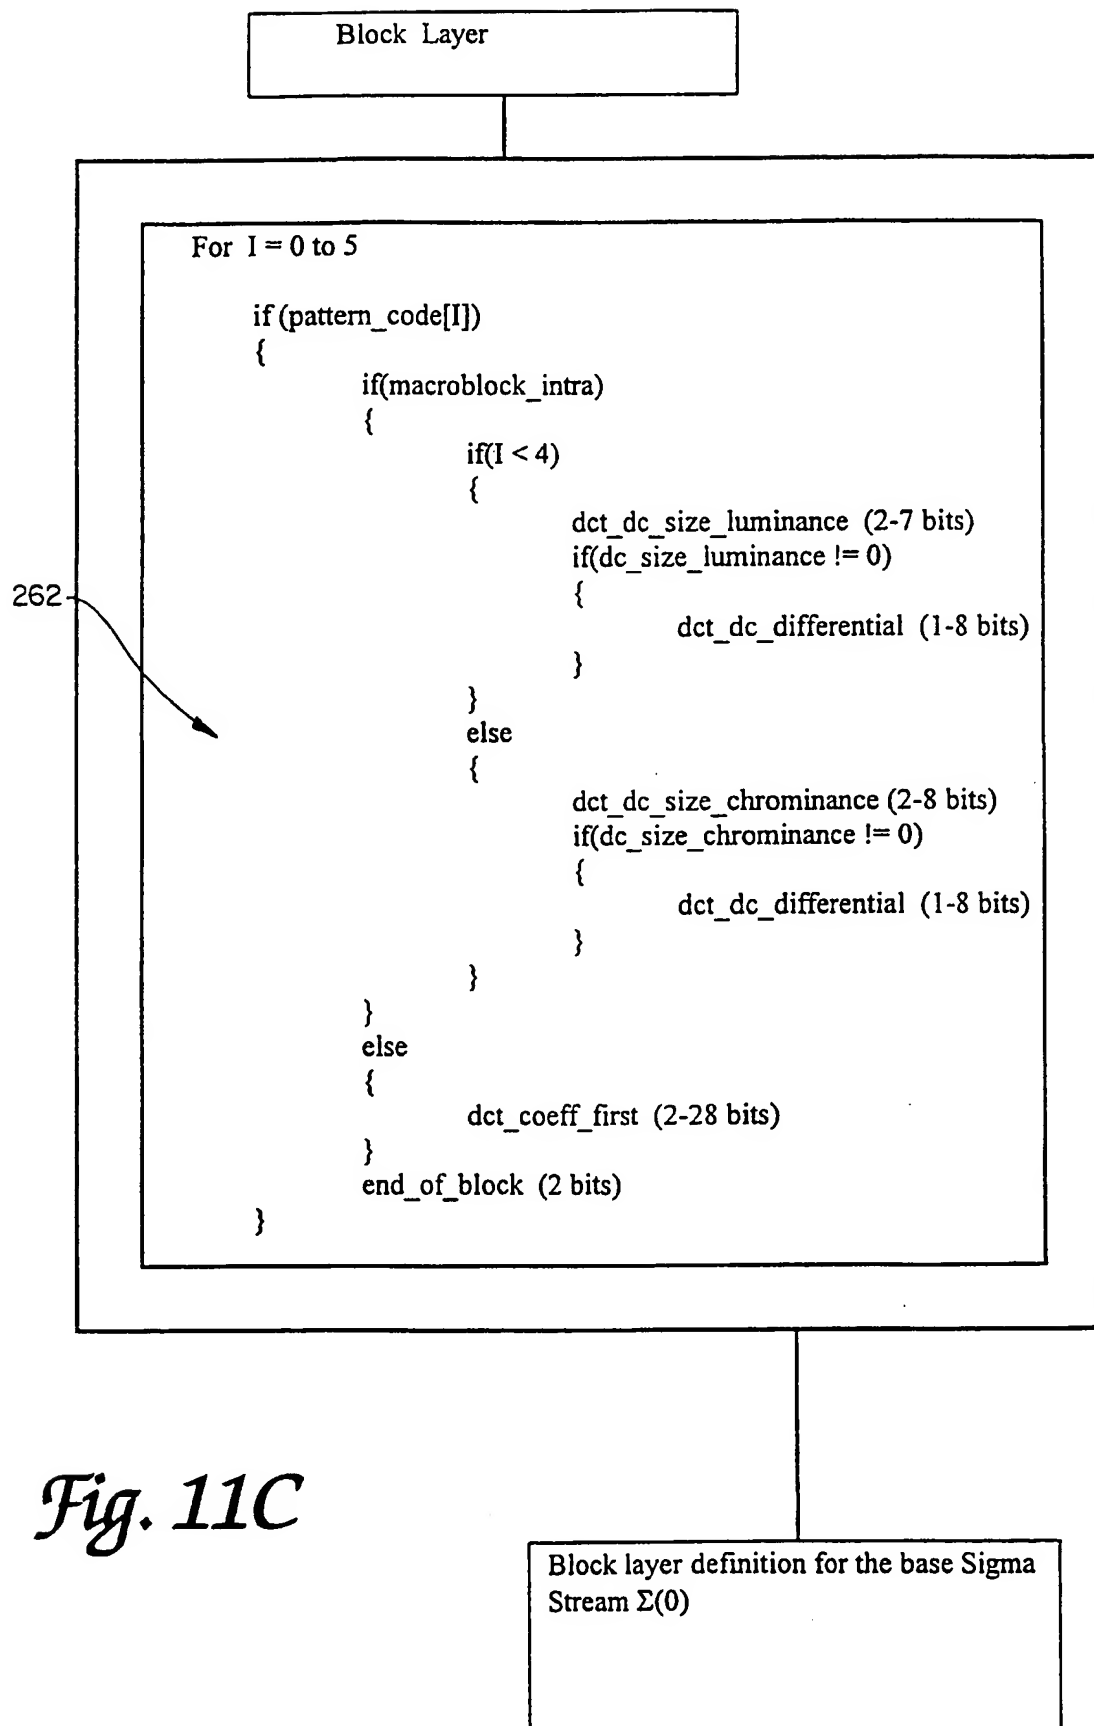 Block Layer
For I = 0 to 5
if (pattern_code[I])
{
if(macroblock_intra)
{
if(I < 4)
{
dct_dc_size_luminance (2-7 bits)
if(dc_size_luminance != 0)
{
dct_dc_differential (1-8 bits)
}
}
else
{
dct_dc_size_chrominance (2-8 bits)
if(dc_size_chrominance != 0)
{
dct_dc_differential (1-8 bits)
}
}
}
else
{
dct_coeff_first (2-28 bits)
}
end_of_block (2 bits)
}
262
Fig. 11C
Block layer definition for the base Sigma
Stream Σ(0)